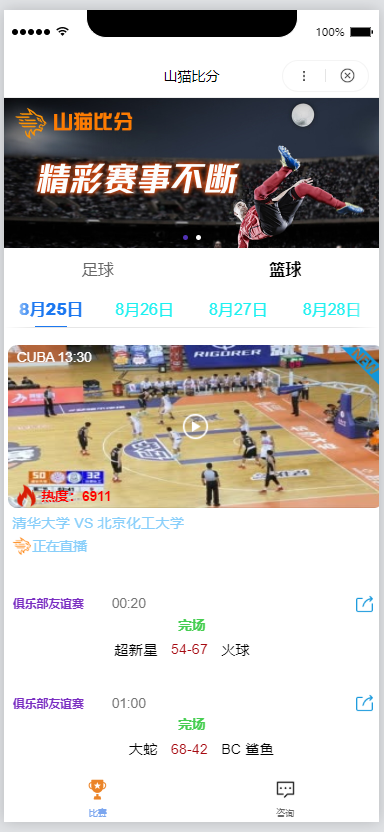 100%
山猫比分
山猫比分
精彩赛事不断
足球 篮球
8月25日 8月26日 8月27日 8月28日
CUBA 13:30
RIGORER
50 32
热度：6911
清华大学 VS 北京化工大学
正在直播
俱乐部友谊赛 00:20
完场
超新星 54-67 火球
俱乐部友谊赛 01:00
完场
大蛇 68-42 BC 鲨鱼
比赛 咨询